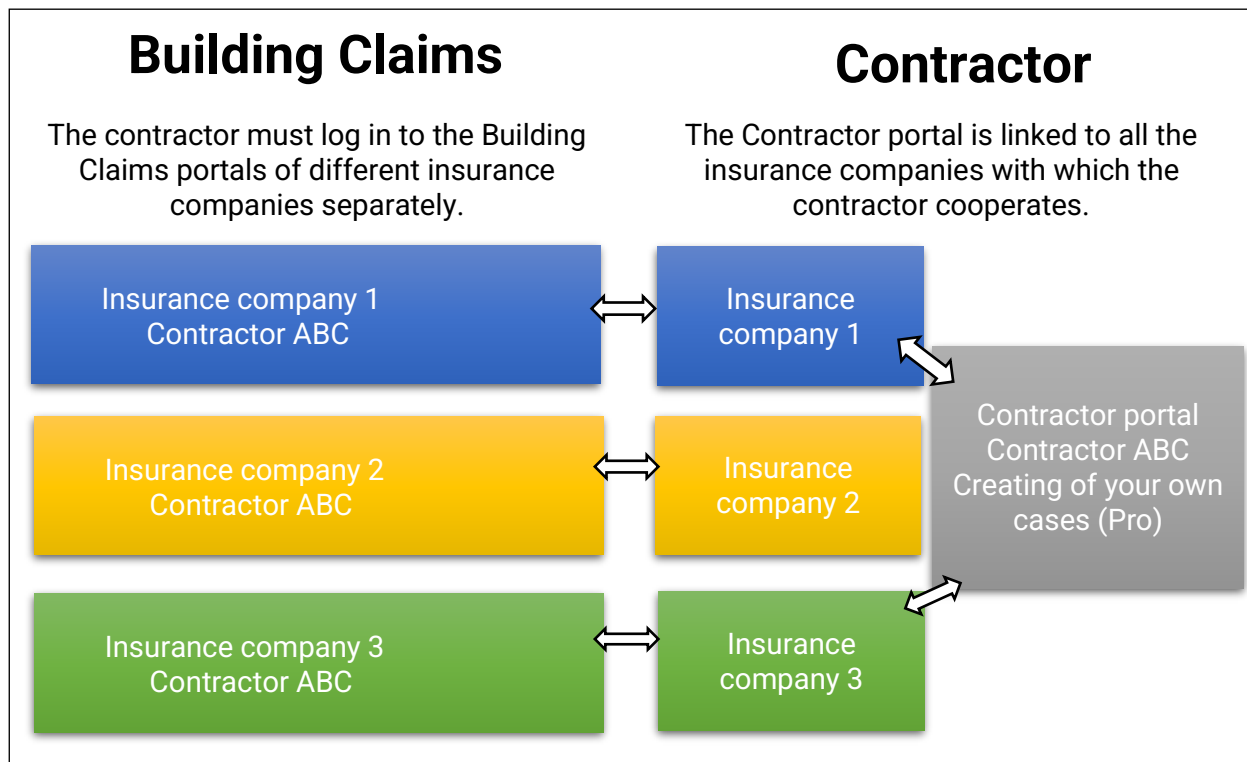 Building Claims
The contractor must log in to the Building
Claims portals of different insurance
companies separately.
Contractor
The Contractor portal is linked to all the
insurance companies with which the
contractor cooperates.
Insurance company 1
Contractor ABC
Insurance
company 1
Insurance company 2
Contractor ABC
Insurance
company 2
Insurance company 3
Contractor ABC
Insurance
company 3
Contractor portal
Contractor ABC
Creating of your own
cases (Pro)